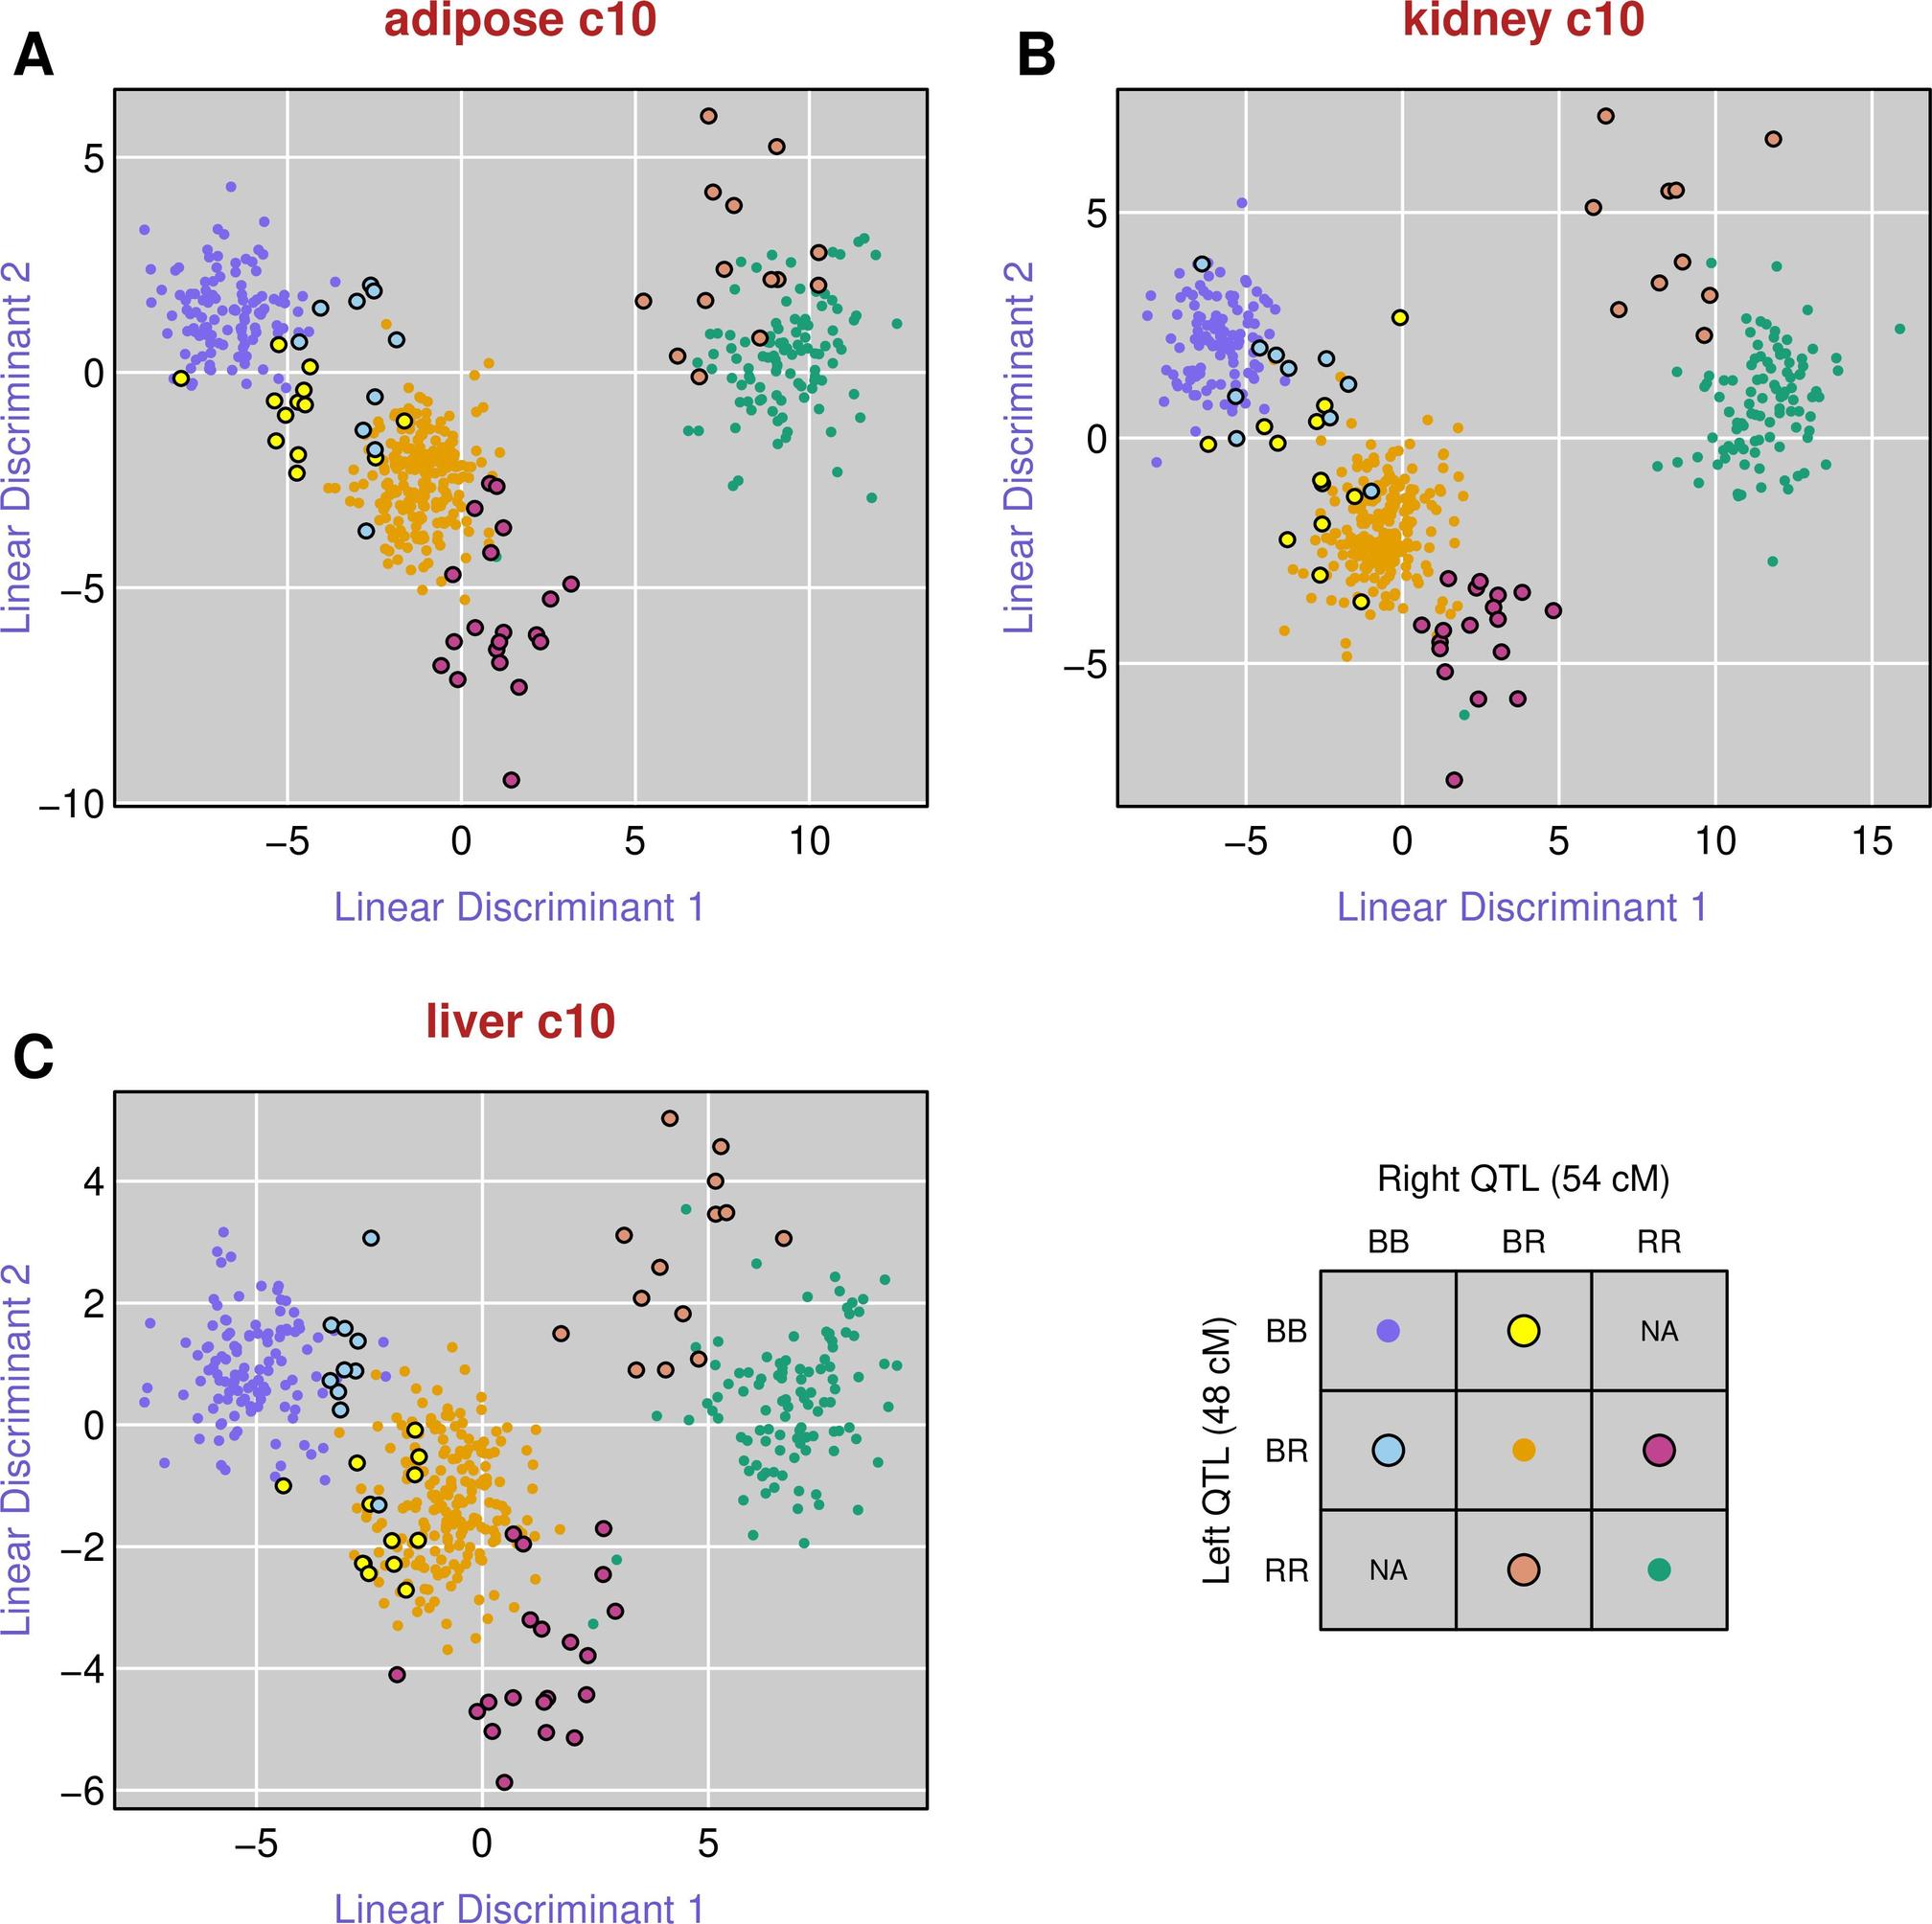 adipose c10
kidney c10
A
B
5
0
−5
−10
Linear Discriminant 2
−5 0 5 10
Linear Discriminant 1
5
0
−5
Linear Discriminant 2
−5 0 5 10 15
Linear Discriminant 1
liver c10
C
4
2
0
−2
−4
−6
Linear Discriminant 2
−5 0 5
Linear Discriminant 1
Right QTL (54 cM)
BB BR RR
Left QTL (48 cM)
BB NA
BR
RR NA